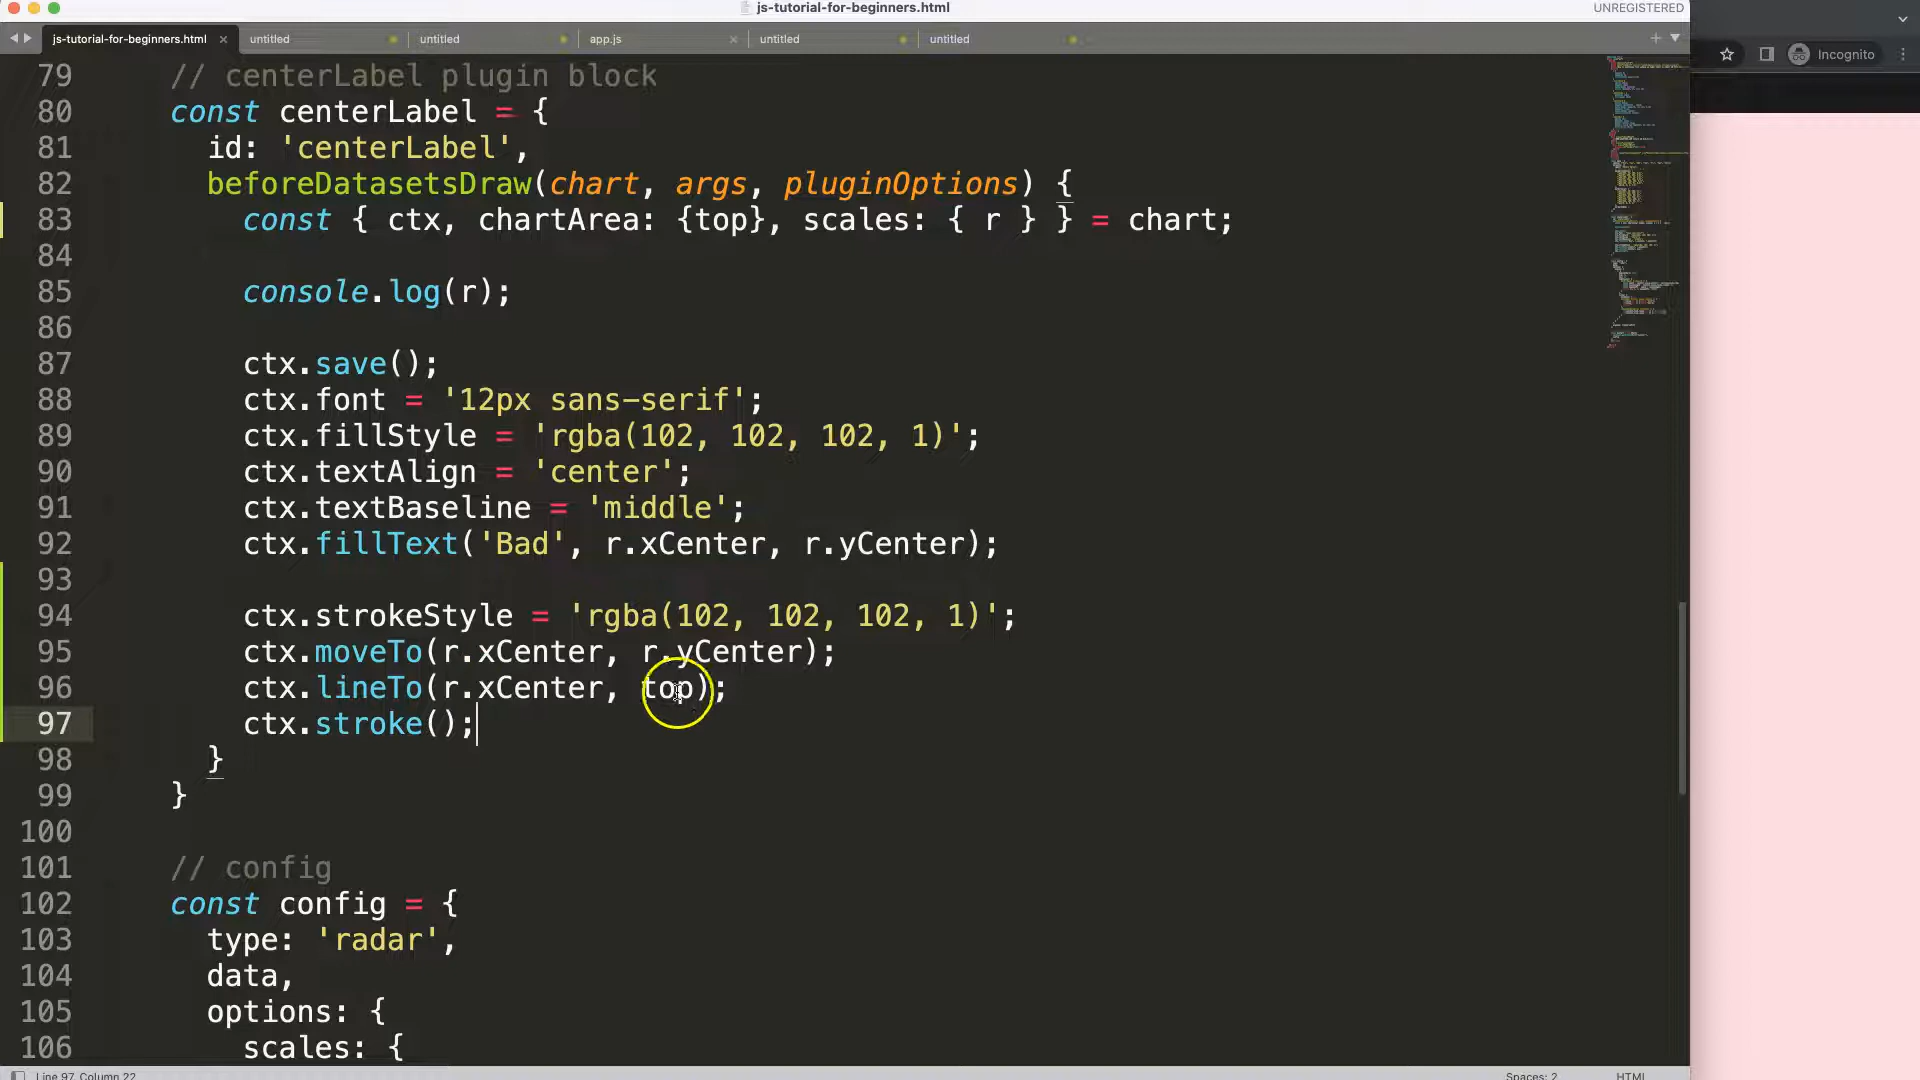 js-tutorial-for-beginners.html
UNREGISTERED
js-tutorial-for-beginners.html × untitled untitled app.js × untitled untitled
Incognito
79 // centerLabel plugin block
80 const centerLabel = {
81 id: 'centerLabel',
82 beforeDatasetsDraw(chart, args, pluginOptions) {
83 const { ctx, chartArea: {top}, scales: { r } } = chart;
84
85 console.log(r);
86
87 ctx.save();
88 ctx.font = '12px sans-serif';
89 ctx.fillStyle = 'rgba(102, 102, 102, 1)';
90 ctx.textAlign = 'center';
91 ctx.textBaseline = 'middle';
92 ctx.fillText('Bad', r.xCenter, r.yCenter);
93
94 ctx.strokeStyle = 'rgba(102, 102, 102, 1)';
95 ctx.moveTo(r.xCenter, r.yCenter);
96 ctx.lineTo(r.xCenter, top);
97 ctx.stroke();
98 }
99 }
100
101 // config
102 const config = {
103 type: 'radar',
104 data,
105 options: {
106 scales: {
Line 97, Column 22 Spaces: 2 HTML